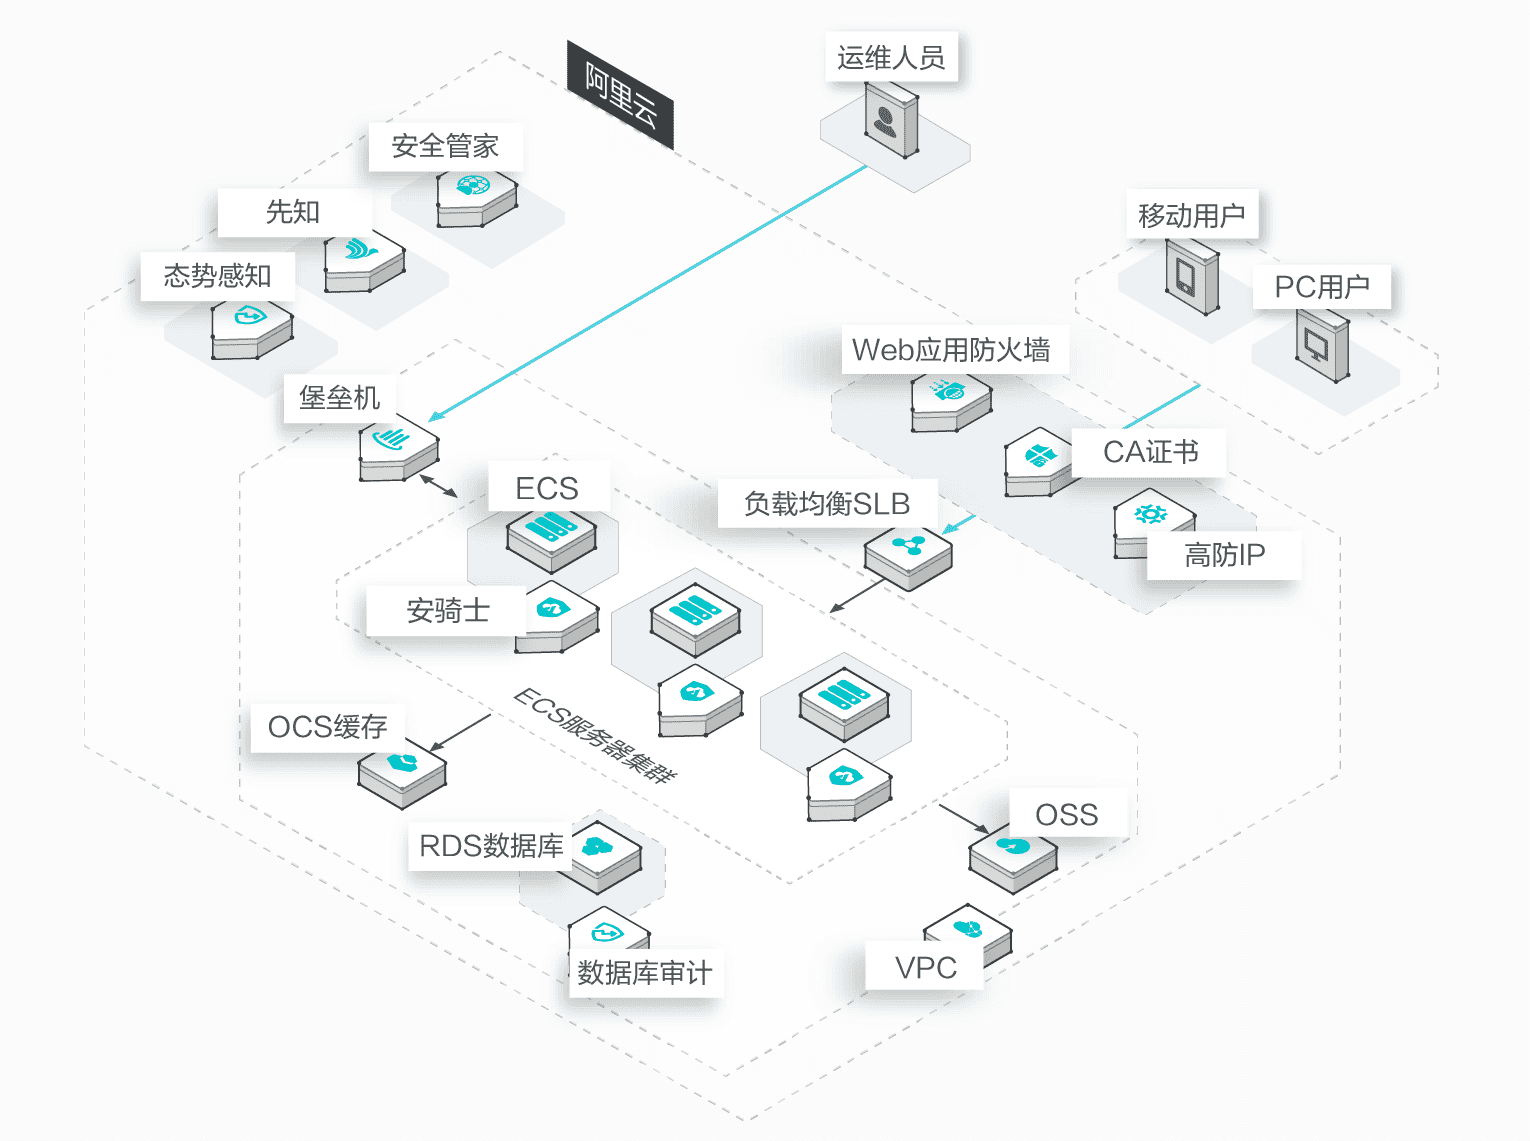 运维人员
阿里云
安全管家
先知
移动用户
态势感知
PC用户
Web应用防火墙
堡垒机
CA证书
ECS
负载均衡SLB
高防IP
安骑士
ECS服务器集群
OCS缓存
OSS
RDS数据库
VPC
数据库审计